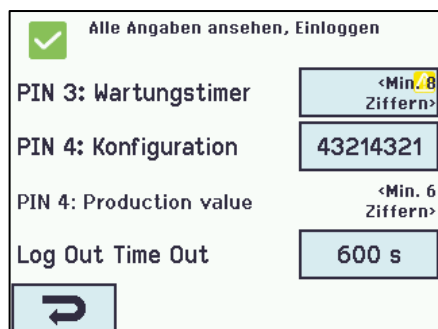 Alle Angaben ansehen, Einloggen
PIN 3: Wartungstimer
<Min. 8
Ziffern>
PIN 4: Konfiguration
43214321
PIN 4: Production value
<Min. 6
Ziffern>
Log Out Time Out
600 s